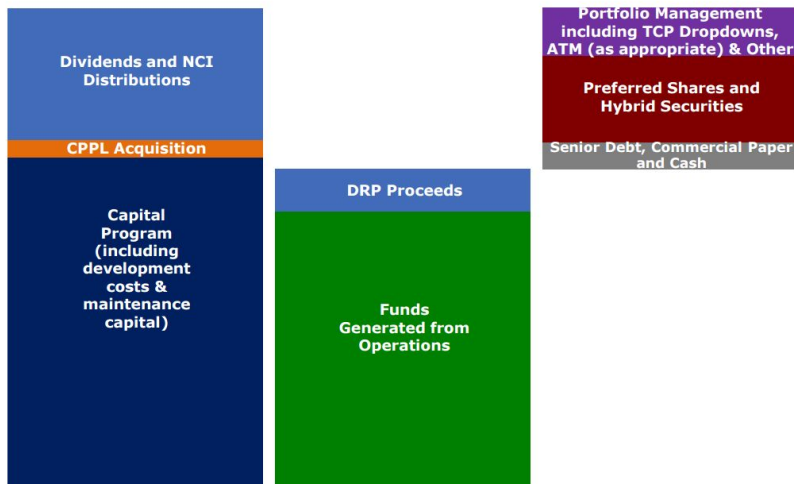 Dividends and NCI
Distributions
CPPL Acquisition
Capital
Program
(including
development
costs &
maintenance
capital)
DRP Proceeds
Funds
Generated from
Operations
Portfolio Management
including TCP Dropdowns,
ATM (as appropriate) & Other
Preferred Shares and
Hybrid Securities
Senior Debt, Commercial Paper
and Cash